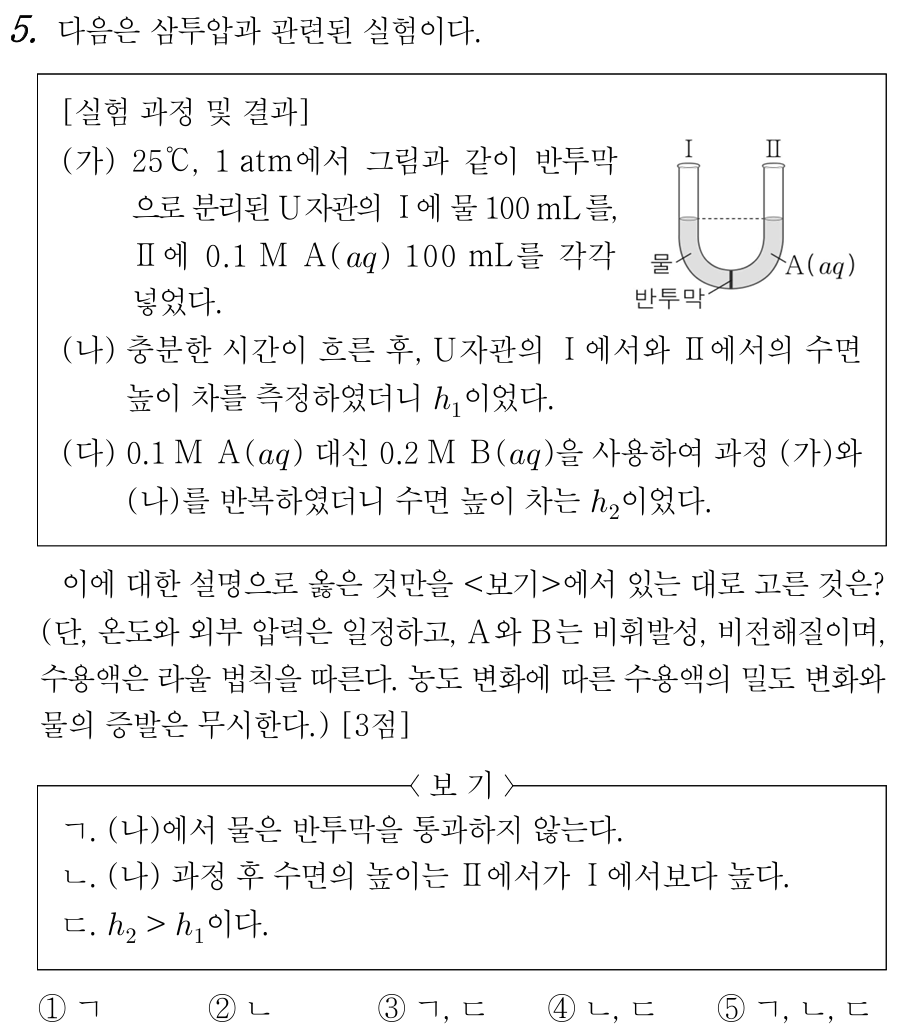 5. 다음은 삼투압과 관련된 실험이다.
[실험 과정 및 결과]
(가) 25℃, 1 atm에서 그림과 같이 반투막
으로 분리된 U자관의 Ⅰ에 물 100 mL를,
Ⅱ에 0.1 M A(aq) 100 mL를 각각
넣었다.
Ⅰ Ⅱ
물 A(aq)
반투막
(나) 충분한 시간이 흐른 후, U자관의 Ⅰ에서와 Ⅱ에서의 수면
높이 차를 측정하였더니 h₁이었다.
(다) 0.1 M A(aq) 대신 0.2 M B(aq)을 사용하여 과정 (가)와
(나)를 반복하였더니 수면 높이 차는 h₂이었다.
이에 대한 설명으로 옳은 것만을 <보기>에서 있는 대로 고른 것은?
(단, 온도와 외부 압력은 일정하고, A와 B는 비휘발성, 비전해질이며,
수용액은 라울 법칙을 따른다. 농도 변화에 따른 수용액의 밀도 변화와
물의 증발은 무시한다.) [3점]
〈 보 기 〉
ㄱ. (나)에서 물은 반투막을 통과하지 않는다.
ㄴ. (나) 과정 후 수면의 높이는 Ⅱ에서가 Ⅰ에서보다 높다.
ㄷ. h₂ > h₁이다.
① ㄱ ② ㄴ ③ ㄱ, ㄷ ④ ㄴ, ㄷ ⑤ ㄱ, ㄴ, ㄷ